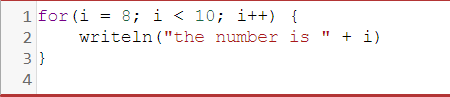 1 for(i = 8; i < 10; i++) {
2     writeln("the number is " + i)
3 }
4